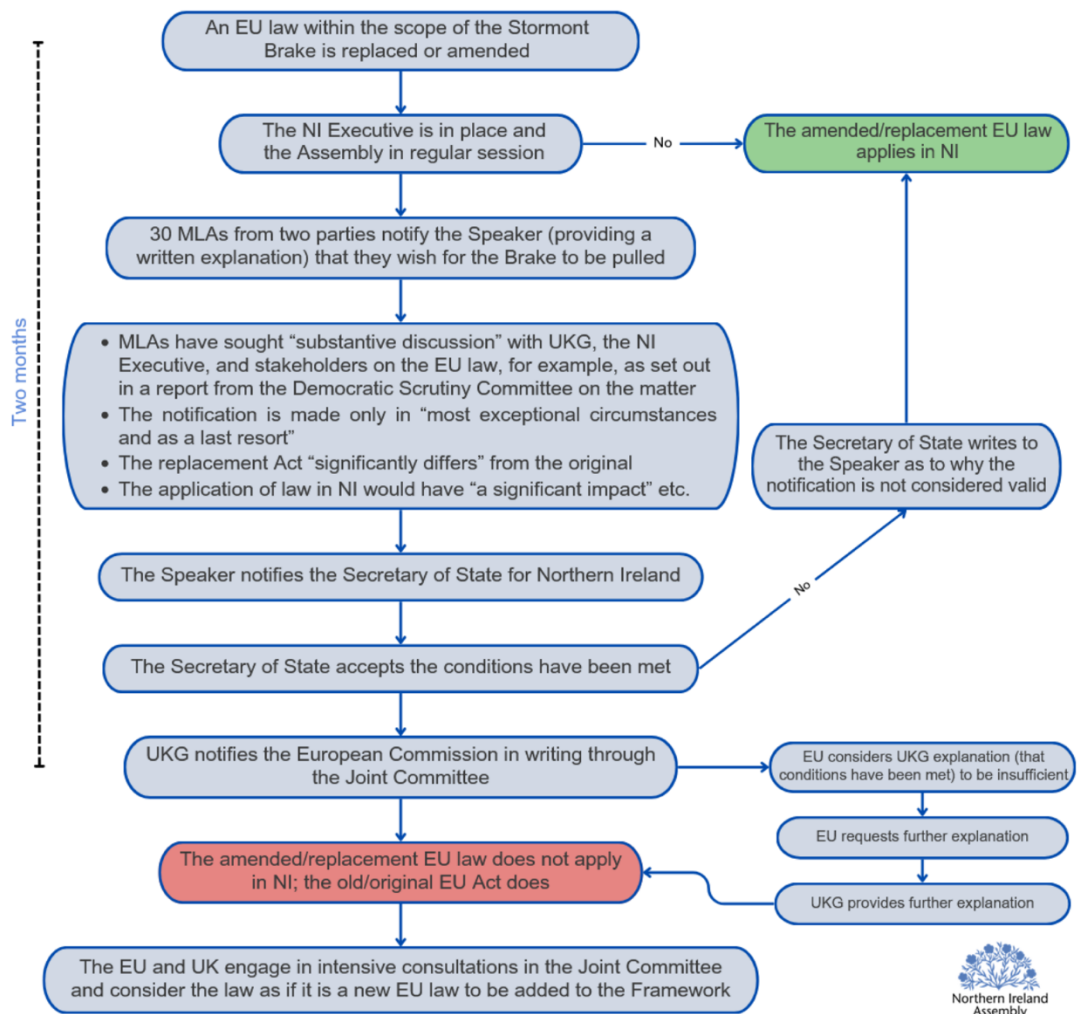 An EU law within the scope of the Stormont
Brake is replaced or amended
The NI Executive is in place and
the Assembly in regular session
No
The amended/replacement EU law
applies in NI
30 MLAs from two parties notify the Speaker (providing a
written explanation) that they wish for the Brake to be pulled
Two months
• MLAs have sought “substantive discussion” with UKG, the NI
Executive, and stakeholders on the EU law, for example, as set out
in a report from the Democratic Scrutiny Committee on the matter
• The notification is made only in “most exceptional circumstances
and as a last resort”
• The replacement Act “significantly differs” from the original
• The application of law in NI would have “a significant impact” etc.
The Secretary of State writes to
the Speaker as to why the
notification is not considered valid
The Speaker notifies the Secretary of State for Northern Ireland
No
The Secretary of State accepts the conditions have been met
UKG notifies the European Commission in writing through
the Joint Committee
EU considers UKG explanation (that
conditions have been met) to be insufficient
EU requests further explanation
UKG provides further explanation
The amended/replacement EU law does not apply
in NI; the old/original EU Act does
The EU and UK engage in intensive consultations in the Joint Committee
and consider the law as if it is a new EU law to be added to the Framework
Northern Ireland
Assembly